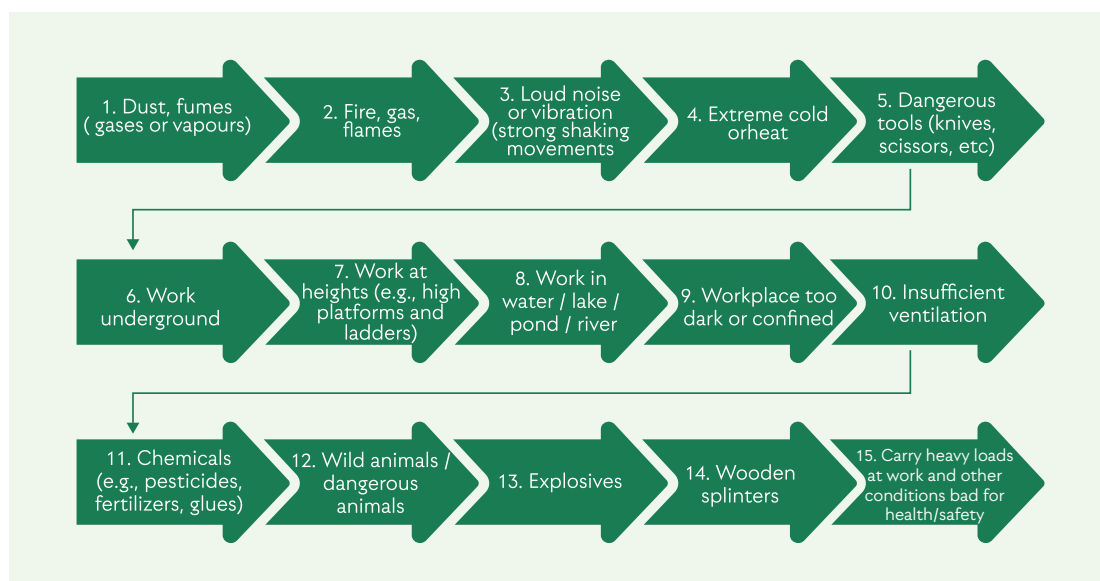 1. Dust, fumes
( gases or vapours)
2. Fire, gas,
flames
3. Loud noise
or vibration
(strong shaking
movements
4. Extreme cold
orheat
5. Dangerous
tools (knives,
scissors, etc)
6. Work
underground
7. Work at
heights (e.g., high
platforms and
ladders)
8. Work in
water / lake /
pond / river
9. Workplace too
dark or confined
10. Insufficient
ventilation
11. Chemicals
(e.g., pesticides,
fertilizers, glues)
12. Wild animals /
dangerous
animals
13. Explosives
14. Wooden
splinters
15. Carry heavy loads
at work and other
conditions bad for
health/safety